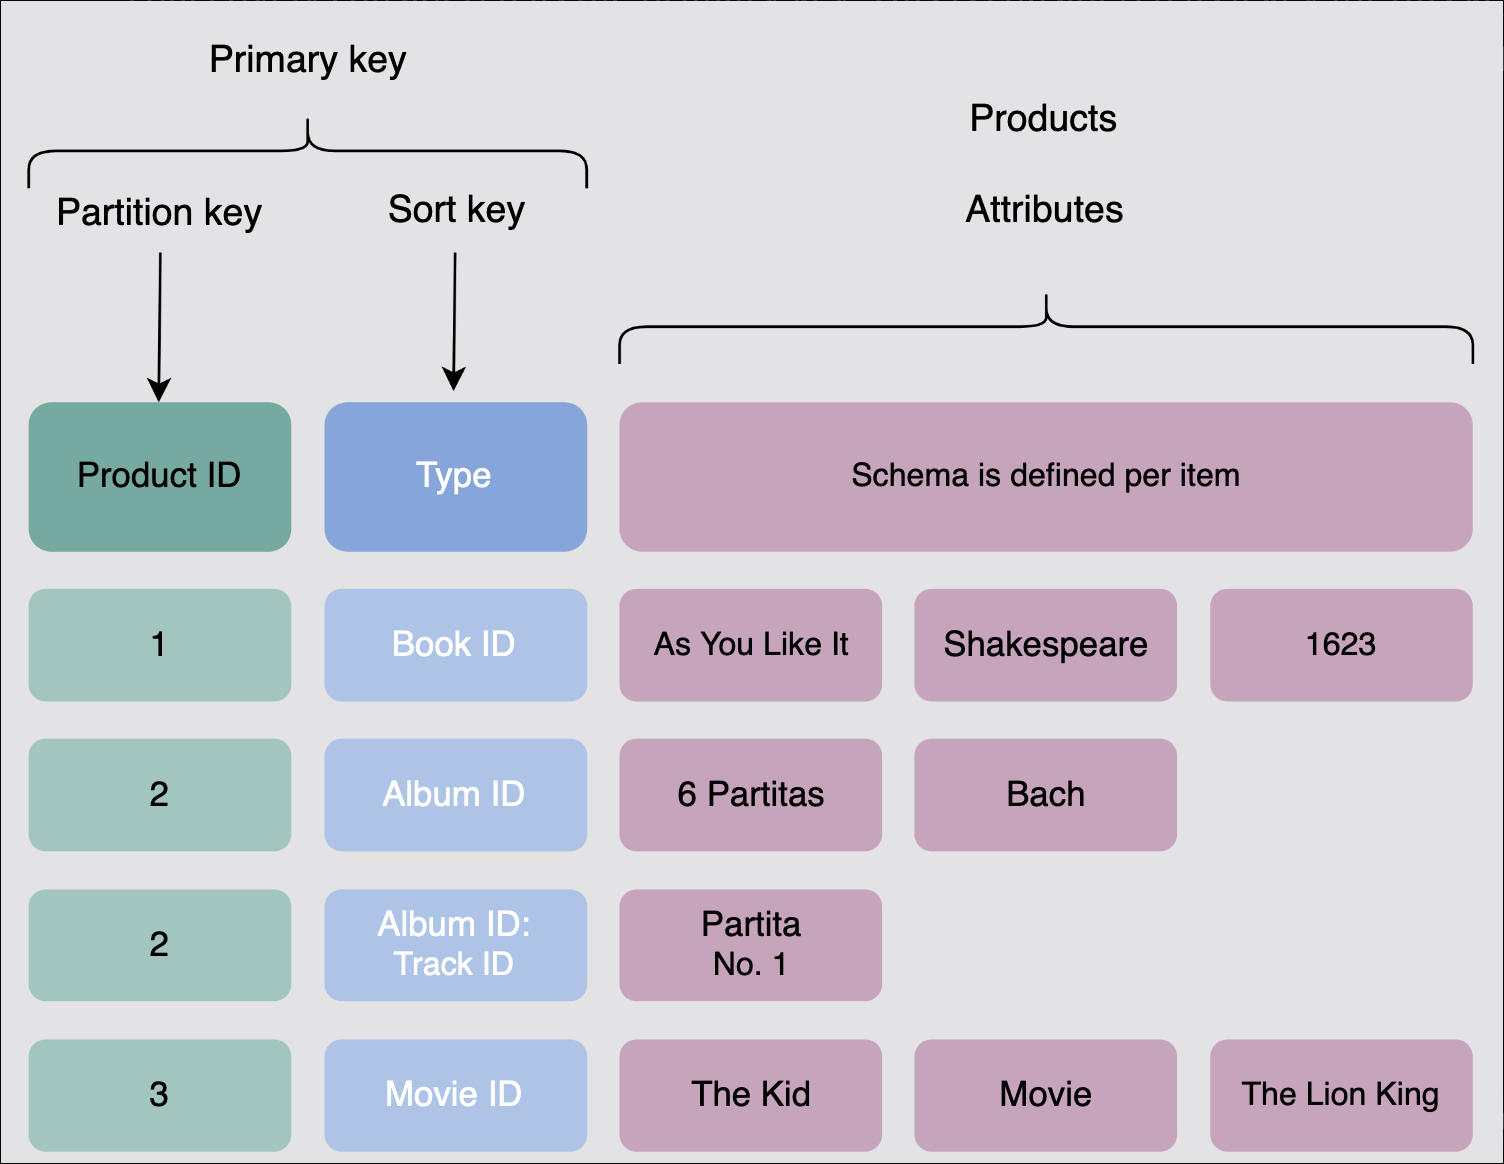 Primary key
Products
Partition key
Sort key
Attributes
Product ID
Type
Schema is defined per item
1
Book ID
As You Like It
Shakespeare
1623
2
Album ID
6 Partitas
Bach
2
Album ID:
Track ID
Partita
No. 1
3
Movie ID
The Kid
Movie
The Lion King